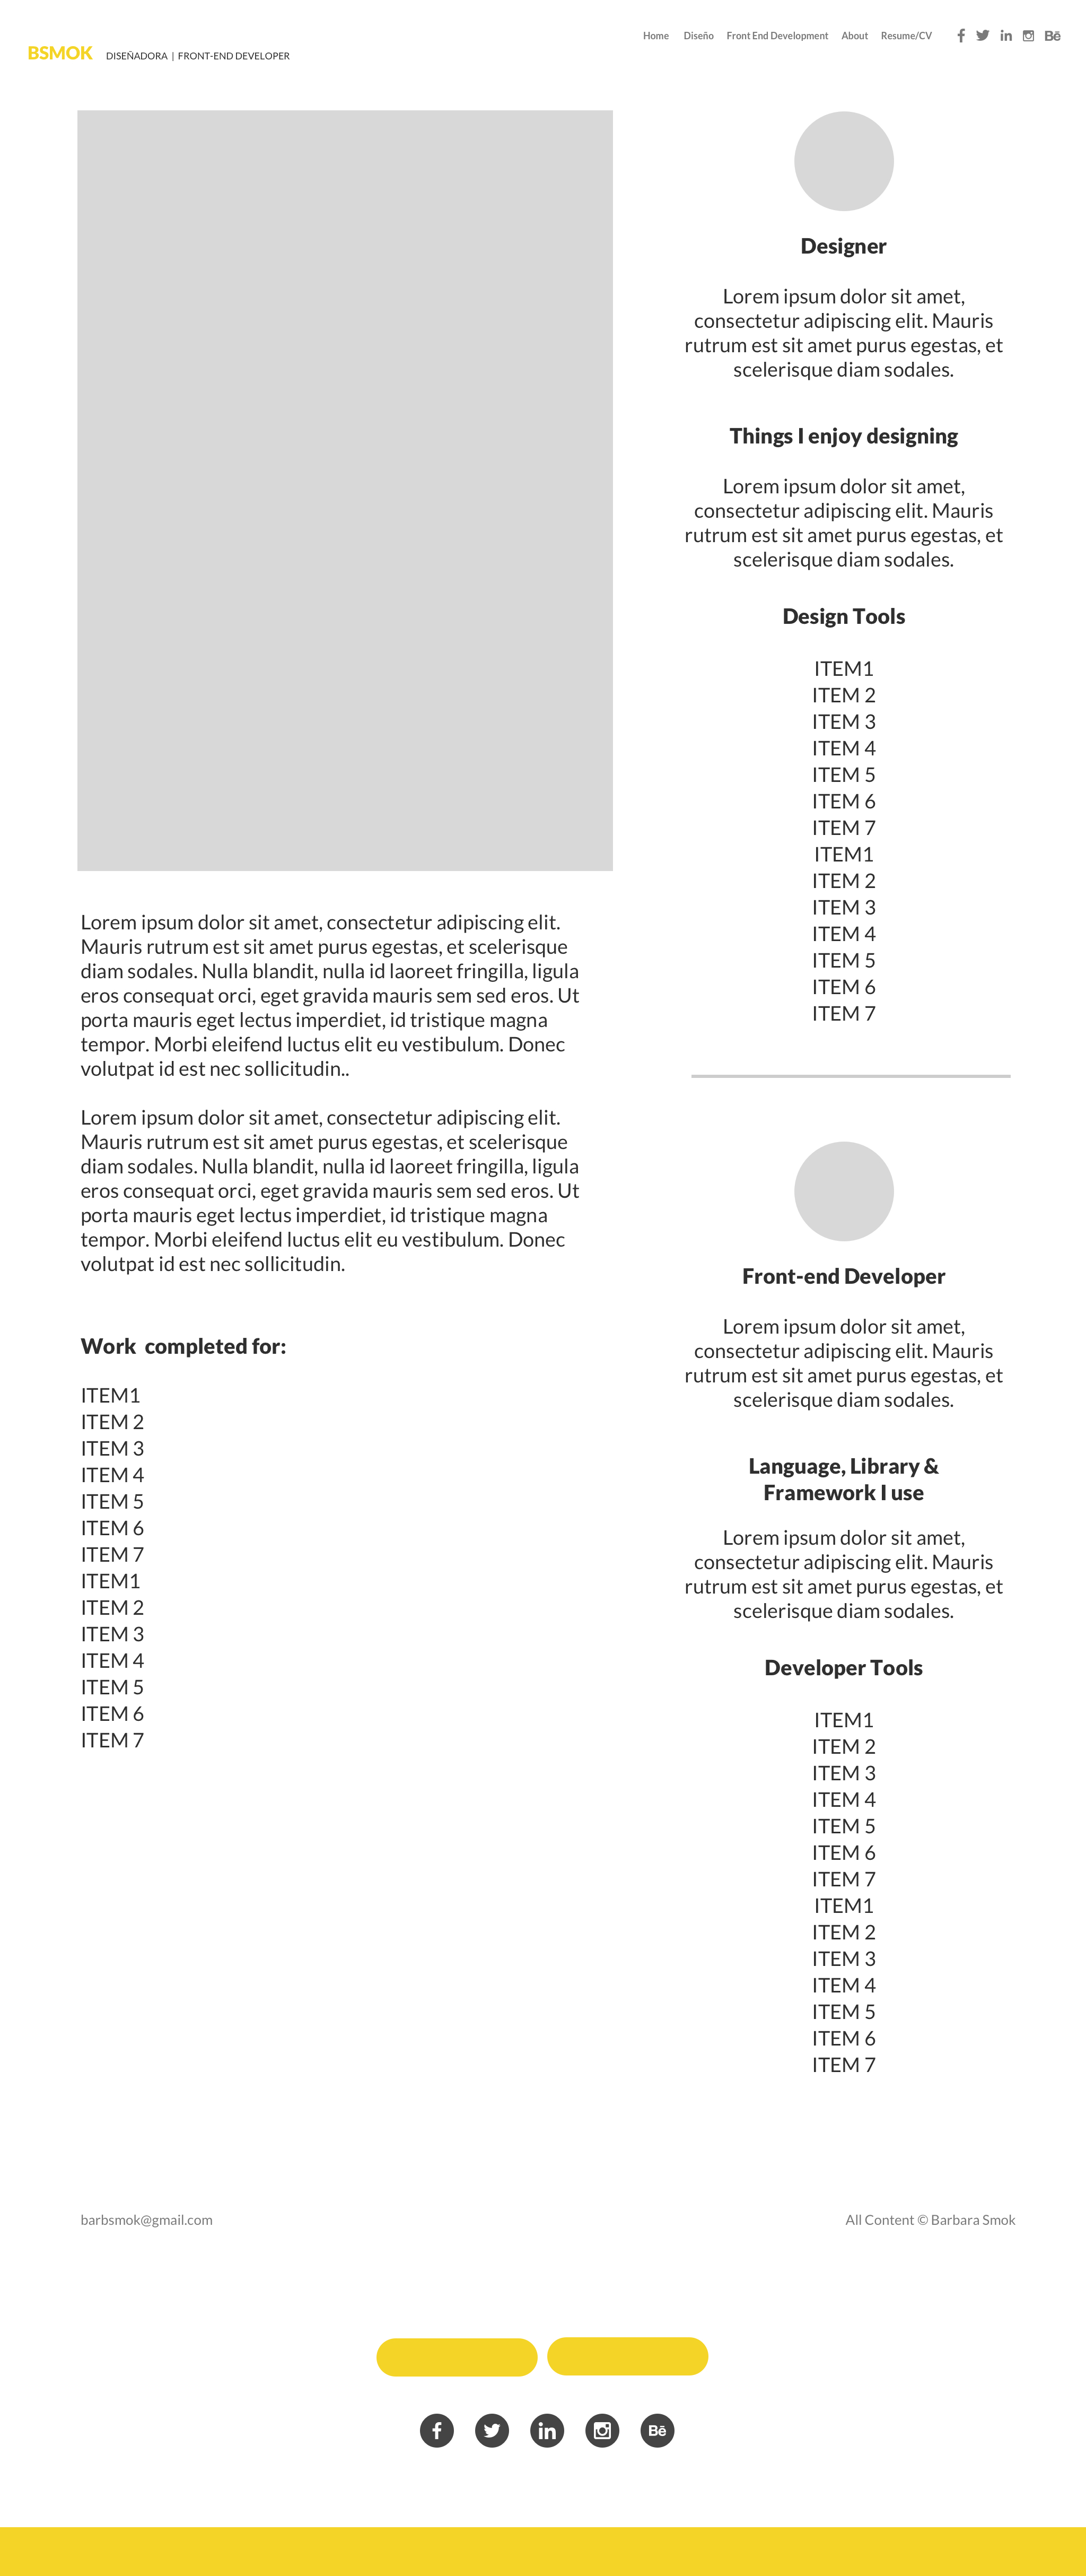 BSMOK DISEÑADORA | FRONT-END DEVELOPER
Home Diseño Front End Development About Resume/CV
Bē
Lorem ipsum dolor sit amet, consectetur adipiscing elit.
Mauris rutrum est sit amet purus egestas, et scelerisque
diam sodales. Nulla blandit, nulla id laoreet fringilla, ligula
eros consequat orci, eget gravida mauris sem sed eros. Ut
porta mauris eget lectus imperdiet, id tristique magna
tempor. Morbi eleifend luctus elit eu vestibulum. Donec
volutpat id est nec sollicitudin..
Lorem ipsum dolor sit amet, consectetur adipiscing elit.
Mauris rutrum est sit amet purus egestas, et scelerisque
diam sodales. Nulla blandit, nulla id laoreet fringilla, ligula
eros consequat orci, eget gravida mauris sem sed eros. Ut
porta mauris eget lectus imperdiet, id tristique magna
tempor. Morbi eleifend luctus elit eu vestibulum. Donec
volutpat id est nec sollicitudin.
Work  completed for:
ITEM1
ITEM 2
ITEM 3
ITEM 4
ITEM 5
ITEM 6
ITEM 7
ITEM1
ITEM 2
ITEM 3
ITEM 4
ITEM 5
ITEM 6
ITEM 7
Designer
Lorem ipsum dolor sit amet,
consectetur adipiscing elit. Mauris
rutrum est sit amet purus egestas, et
scelerisque diam sodales.
Things I enjoy designing
Lorem ipsum dolor sit amet,
consectetur adipiscing elit. Mauris
rutrum est sit amet purus egestas, et
scelerisque diam sodales.
Design Tools
ITEM1
ITEM 2
ITEM 3
ITEM 4
ITEM 5
ITEM 6
ITEM 7
ITEM1
ITEM 2
ITEM 3
ITEM 4
ITEM 5
ITEM 6
ITEM 7
Front-end Developer
Lorem ipsum dolor sit amet,
consectetur adipiscing elit. Mauris
rutrum est sit amet purus egestas, et
scelerisque diam sodales.
Language, Library &
Framework I use
Lorem ipsum dolor sit amet,
consectetur adipiscing elit. Mauris
rutrum est sit amet purus egestas, et
scelerisque diam sodales.
Developer Tools
ITEM1
ITEM 2
ITEM 3
ITEM 4
ITEM 5
ITEM 6
ITEM 7
ITEM1
ITEM 2
ITEM 3
ITEM 4
ITEM 5
ITEM 6
ITEM 7
barbsmok@gmail.com
All Content © Barbara Smok
Bē